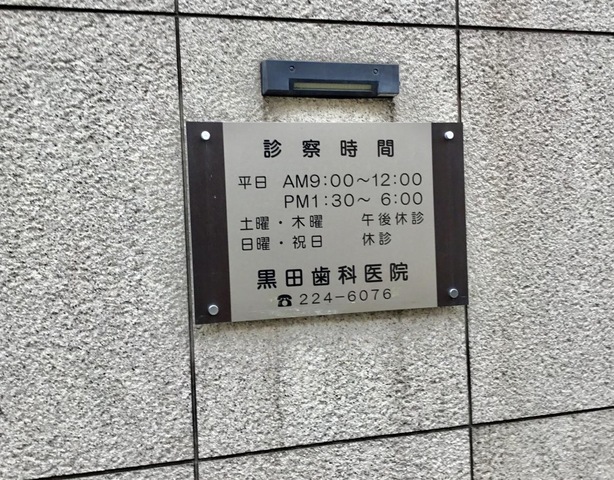 診察時間
平日 AM9:00～12:00
PM1:30～ 6:00
土曜・木曜 午後休診
日曜・祝日 休診
黒田歯科医院
☎224-6076